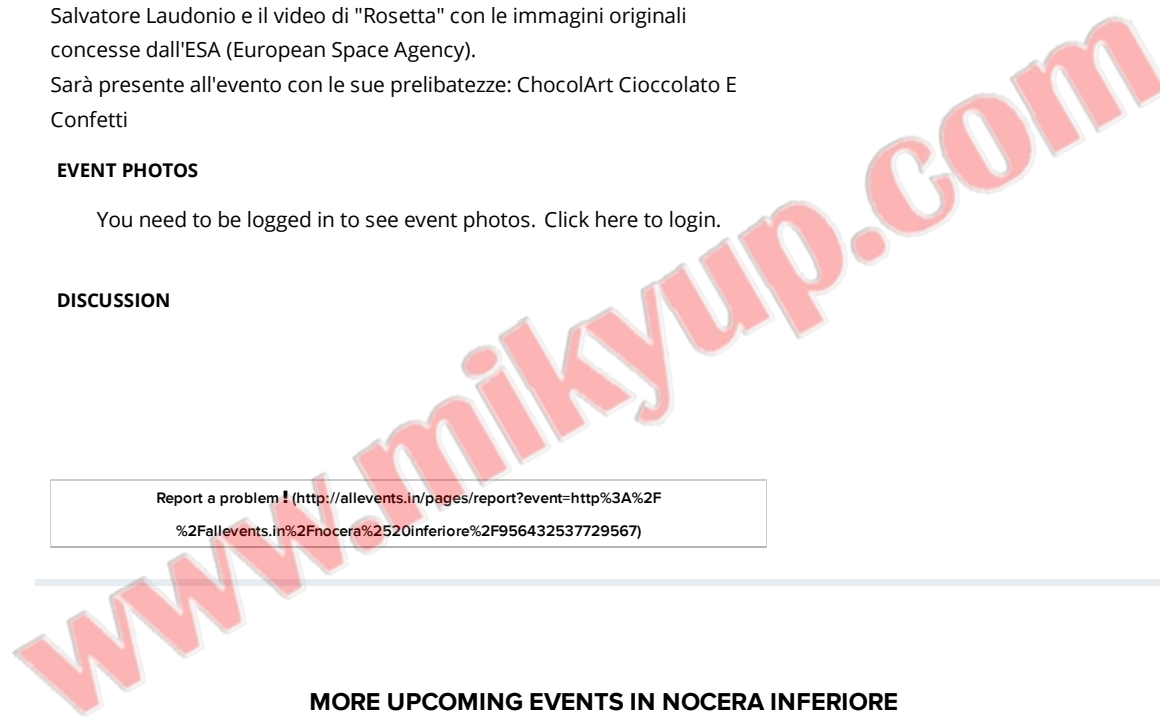 Salvatore Laudonio e il video di "Rosetta" con le immagini originali
concesse dall'ESA (European Space Agency).
Sarà presente all'evento con le sue prelibatezze: ChocolArt Cioccolato E
Confetti
EVENT PHOTOS
You need to be logged in to see event photos. Click here to login.
DISCUSSION
Report a problem ! (http://allevents.in/pages/report?event=http%3A%2F
%2Fallevents.in%2Fnocera%2520inferiore%2F956432537729567)
MORE UPCOMING EVENTS IN NOCERA INFERIORE
www.mikyup.com